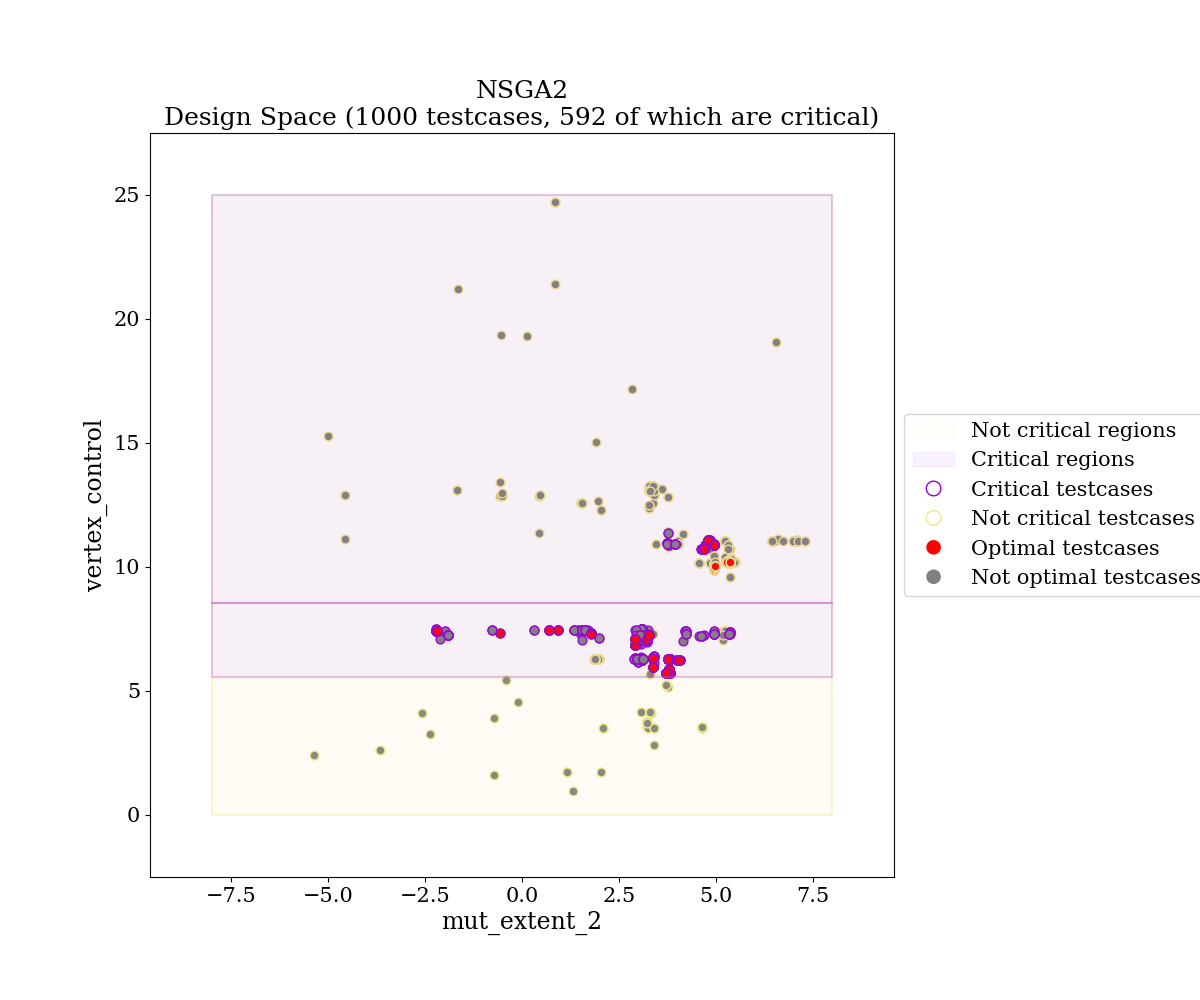 NSGA2
Design Space (1000 testcases, 592 of which are critical)
25
20
15
10
5
0
vertex_control
−7.5
−5.0
−2.5
0.0
2.5
5.0
7.5
mut_extent_2
Not critical regions
Critical regions
Critical testcases
Not critical testcases
Optimal testcases
Not optimal testcases